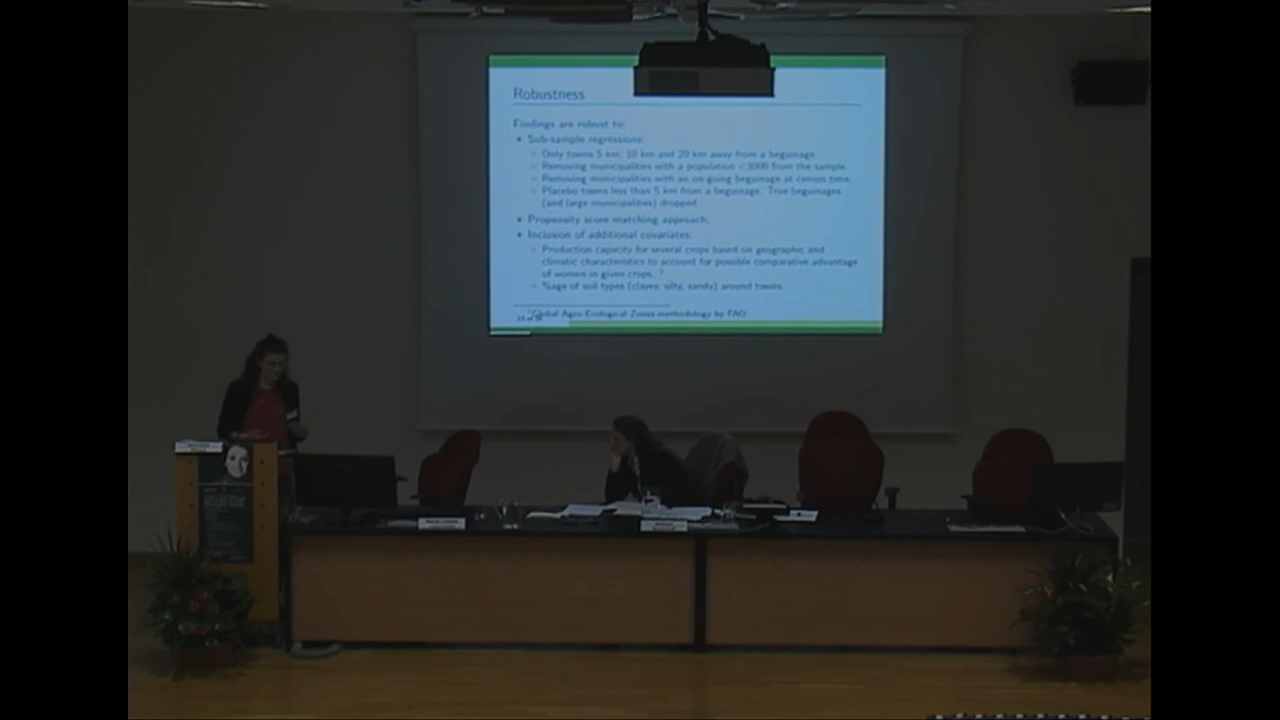 Robustness
Findings are robust to:
• Sub-sample regressions:
○ Only towns 5 km, 10 km and 20 km away from a beguinage.
○ Removing municipalities with a population <3000 from the sample.
○ Removing municipalities with an on-going beguinage at census time.
○ Placebo towns less than 5 km from a beguinage. True beguinages
(and large municipalities) dropped.
• Propensity score matching approach;
• Inclusion of additional covariates:
○ Production capacity for several crops based on geographic and
climatic characteristics to account for possible comparative advantage
of women in given crops.
○ %age of soil types (clayey, silty, sandy) around towns.
Global Agro-Ecological Zones methodology by FAO.